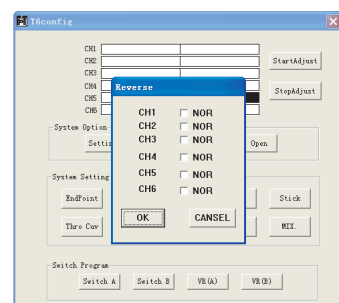 T6config
CH1
CH2
CH3
CH4
CH5
CH6
StartAdjust
StopAdjust
System Option
Settin
Open
System Setting
EndPoint
Stick
Thro Cuv
MIX.
Switch Program
Switch A Switch B VR(A) VR(B)
Reverse
CH1 NOR
CH2 NOR
CH3 NOR
CH4 NOR
CH5 NOR
CH6 NOR
OK CANSEL